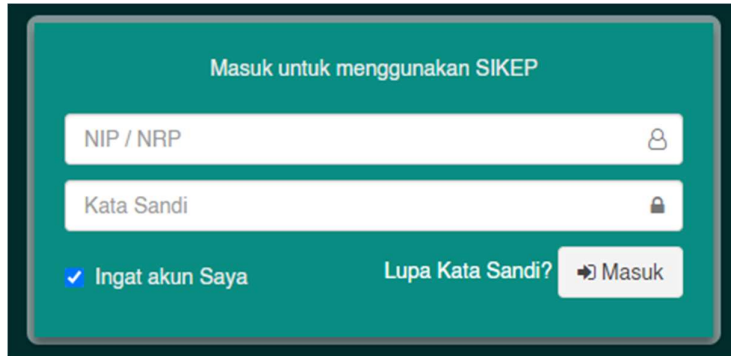 Masuk untuk menggunakan SIKEP
NIP / NRP
Kata Sandi
Ingat akun Saya
Lupa Kata Sandi?
Masuk